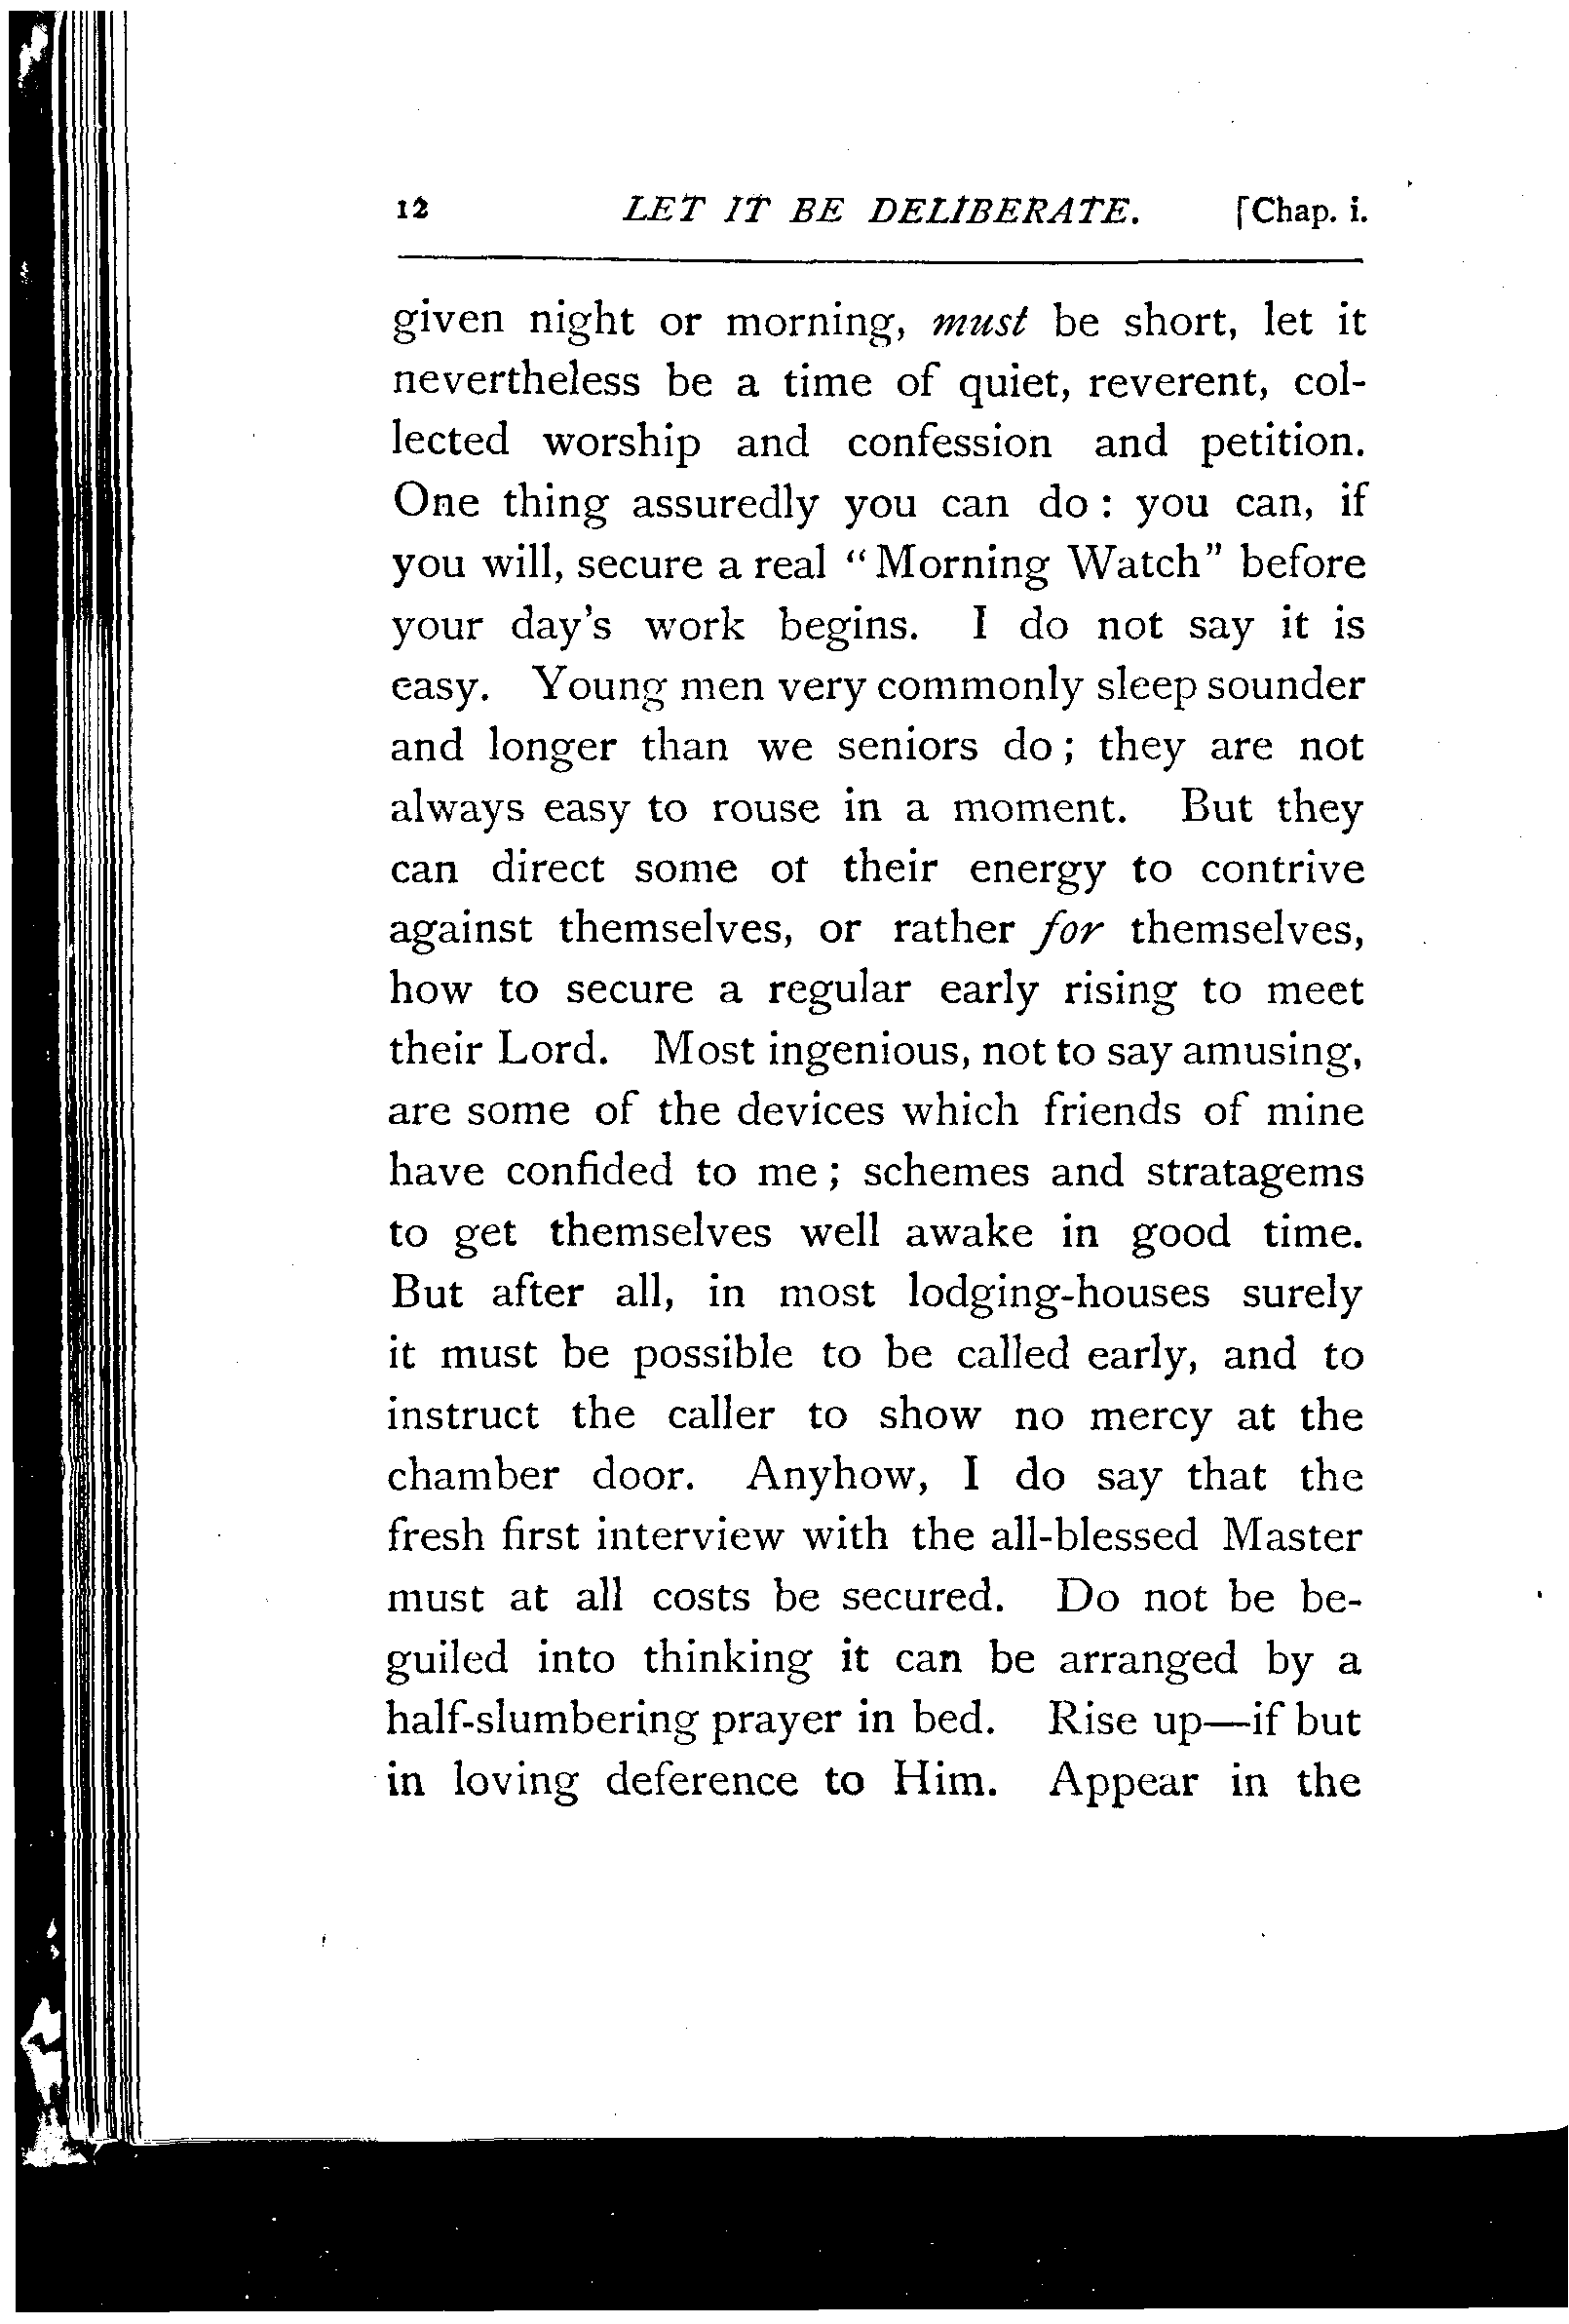 12 LET IT BE DELIBERATE. [Chap. i.
given night or morning, must be short, let it
nevertheless be a time of quiet, reverent, col-
lected worship and confession and petition.
One thing assuredly you can do: you can, if
you will, secure a real “Morning Watch” before
your day's work begins. I do not say it is
easy. Young men very commonly sleep sounder
and longer than we seniors do; they are not
always easy to rouse in a moment. But they
can direct some of their energy to contrive
against themselves, or rather for themselves,
how to secure a regular early rising to meet
their Lord. Most ingenious, not to say amusing,
are some of the devices which friends of mine
have confided to me; schemes and stratagems
to get themselves well awake in good time.
But after all, in most lodging-houses surely
it must be possible to be called early, and to
instruct the caller to show no mercy at the
chamber door. Anyhow, I do say that the
fresh first interview with the all-blessed Master
must at all costs be secured. Do not be be-
guiled into thinking it can be arranged by a
half-slumbering prayer in bed. Rise up—if but
in loving deference to Him. Appear in the